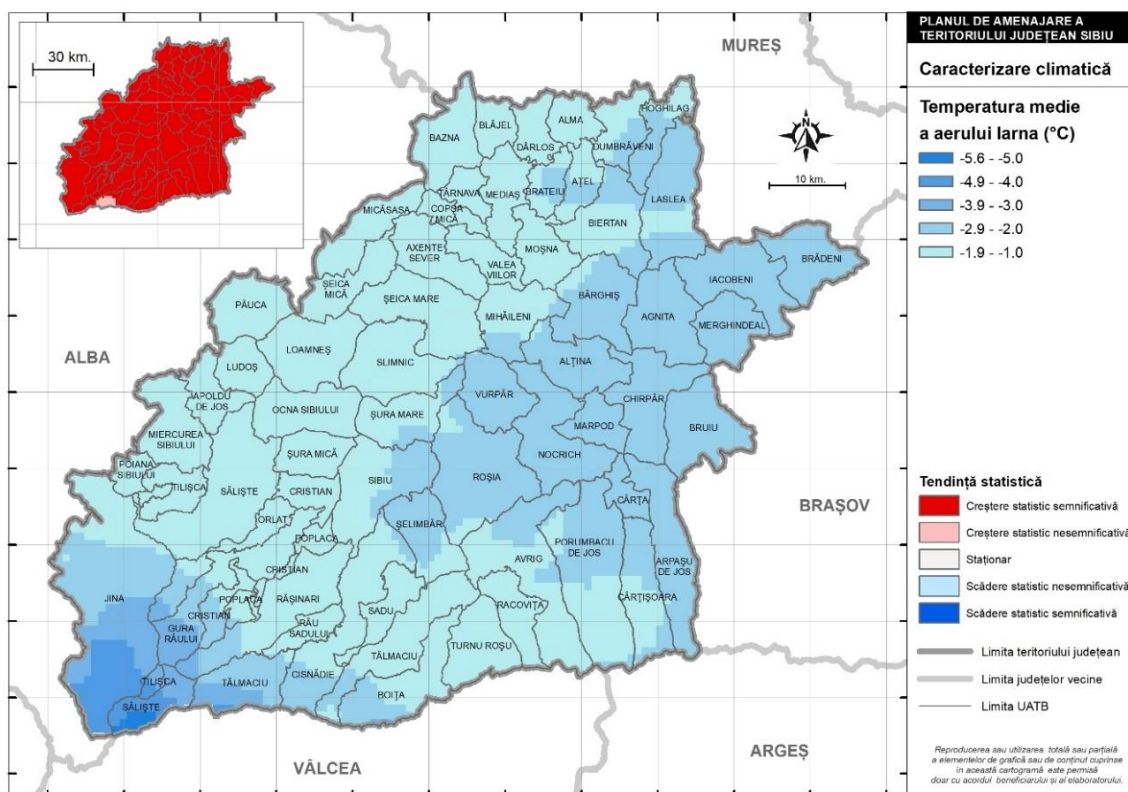 30 km.
MUREȘ
ALBA
BRAȘOV
ARGEȘ
VÂLCEA
N
10 km.
HOGHILAG
ALMA
BLĂJEL
DUMBRĂVENI
BAZNA
DÂRLOS
AȚEL
TÂRNAVA
MEDIAȘ
BRATEIU
LASLEA
MICĂSASA
COPȘA
MICĂ
BIERTAN
AXENTE
SEVER
MOȘNA
BRĂDENI
VALEA
VIILOR
IACOBENI
ȘEICA
MICĂ
ȘEICA MARE
BÂRGHIȘ
PĂUCA
MIHĂILENI
AGNITA
MERGHINDEAL
LOAMNEȘ
SLIMNIC
ALȚINA
LUDOȘ
APOLDU
DE JOS
VURPĂR
CHIRPĂR
OCNA SIBIULUI
ȘURA MARE
MARPOD
BRUIU
MIERCUREA
SIBIULUI
ȘURA MICĂ
NOCRICH
POIANA
SIBIULUI
TILIȘCA
SĂLIȘTE
CRISTIAN
SIBIU
ROȘIA
CÂRȚA
ORLAT
ȘELIMBĂR
POPLACA
PORUMBACU
DE JOS
AVRIG
ARPAȘU
DE JOS
CRISTIAN
JINA
POPLACA
RĂȘINARI
CÂRȚIȘOARA
CRISTIAN
SADU
RACOVIȚA
GURA
RÂULUI
RÂU
SADULUI
TURNU ROȘU
TĂLMACIU
CISNĂDIE
TILIȘCA
TĂLMACIU
BOIȚA
SĂLIȘTE
PLANUL DE AMENAJARE A
TERITORIULUI JUDEȚEAN SIBIU
Caracterizare climatică
Temperatura medie
a aerului Iarna (°C)
-5.6 - -5.0
-4.9 - -4.0
-3.9 - -3.0
-2.9 - -2.0
-1.9 - -1.0
Tendință statistică
Creștere statistic semnificativă
Creștere statistic nesemnificativă
Staționar
Scădere statistic nesemnificativă
Scădere statistic semnificativă
Limita teritoriului județean
Limita județelor vecine
Limita UATB
Reproducerea sau utilizarea totală sau parțială
a elementelor de grafică sau de conținut cuprinse
în această cartogramă este permisă
doar cu acordul beneficiarului și al elaboratorului.